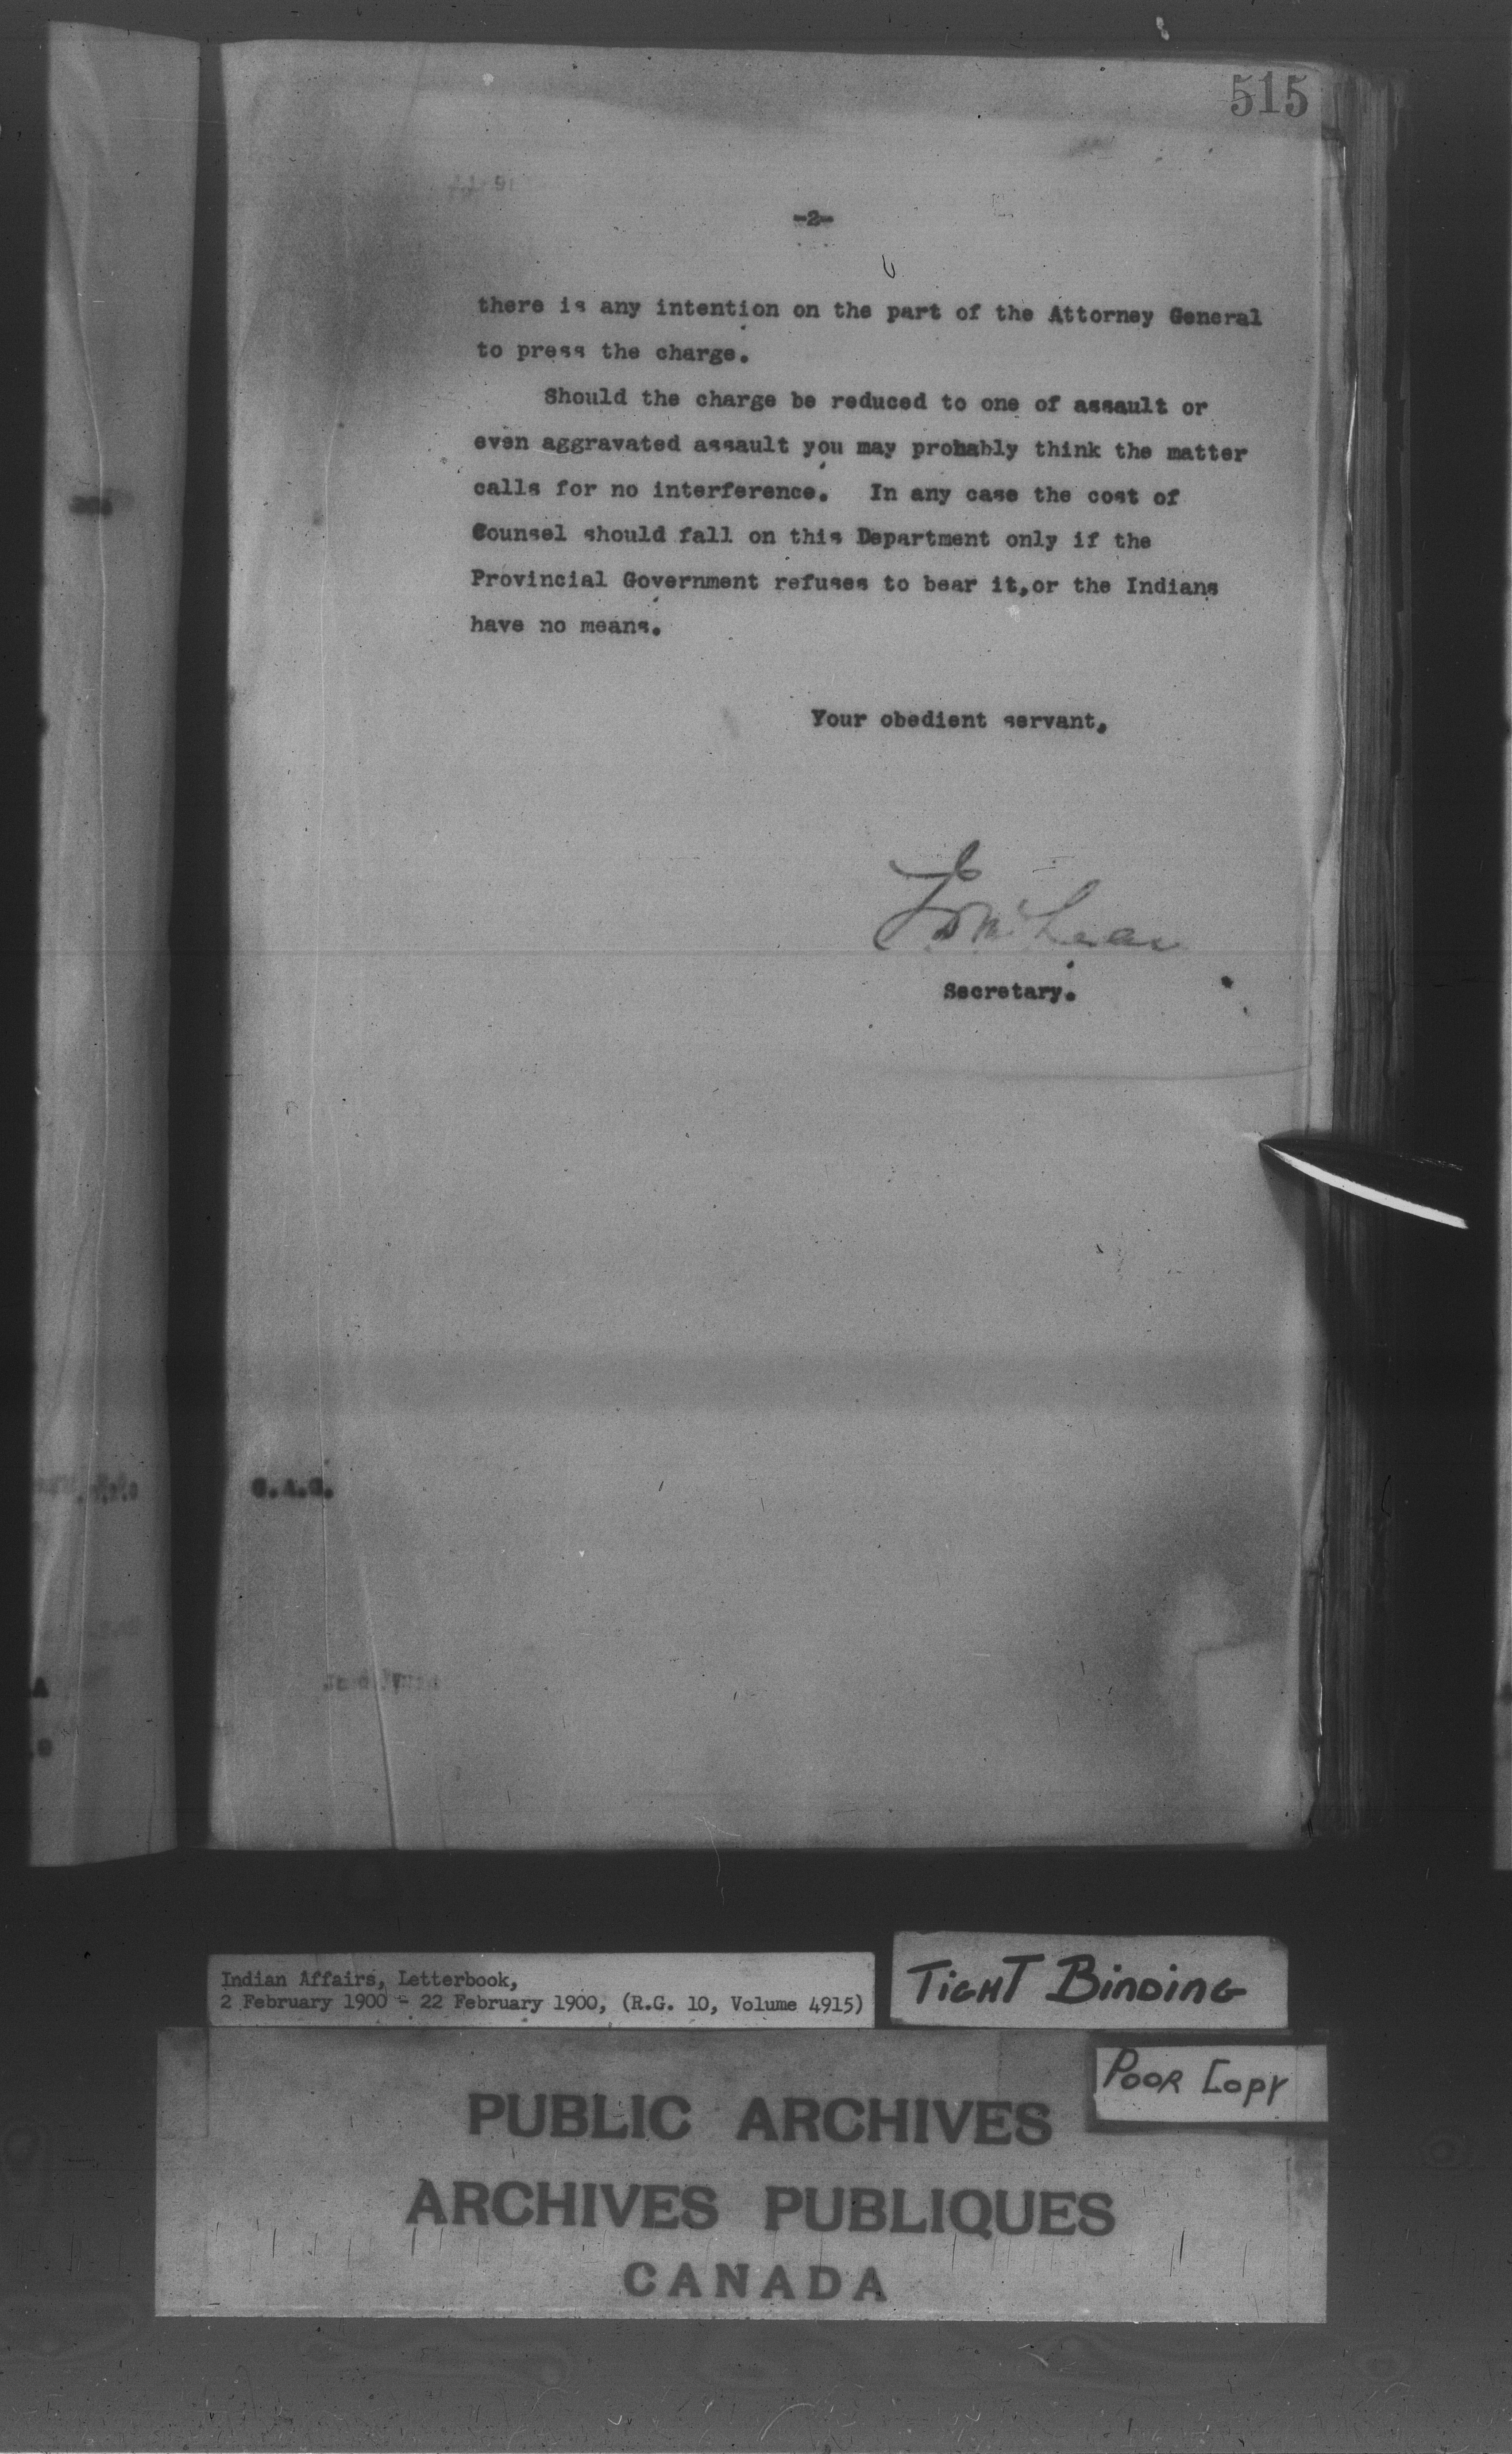 515
-2-
there is any intention on the part of the Attorney General
to press the charge.
Should the charge be reduced to one of assault or
even aggravated assault you may probably think the matter
calls for no interference. In any case the cost of
Counsel should fall on this Department only if the
Provincial Government refuses to bear it,or the Indians
have no means.
Your obedient servant.
McLean
Secretary.
Indian Affairs, Letterbook,
2 February 1900 - 22 February 1900, (R.G. 10, Volume 4915)
TIGHT BINDING
POOR COPY
PUBLIC ARCHIVES
ARCHIVES PUBLIQUES
CANADA